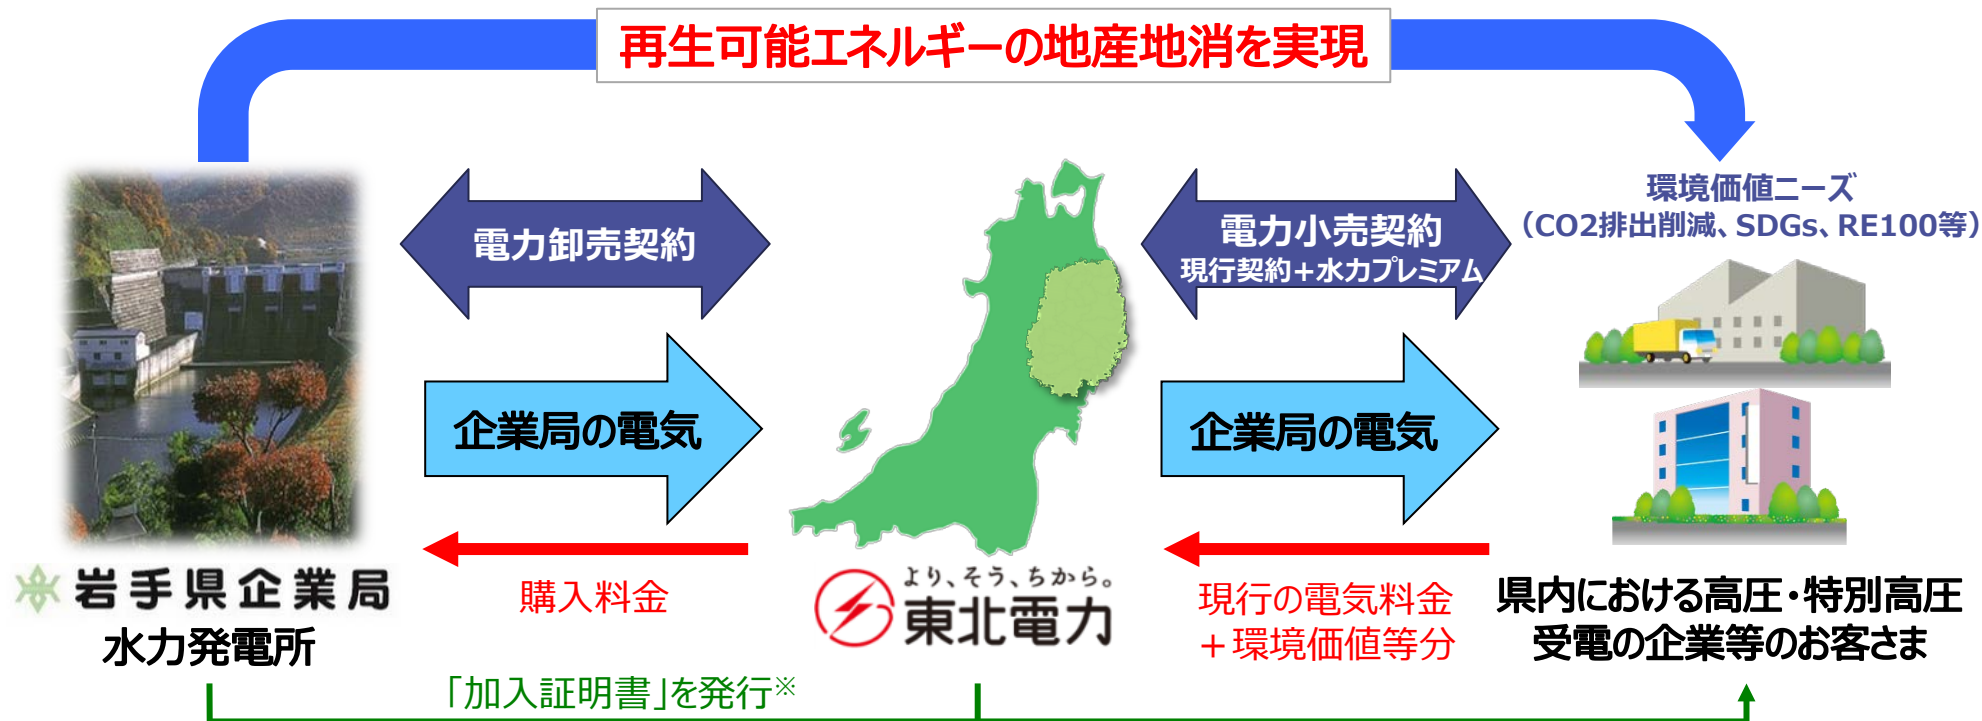 再生可能エネルギーの地産地消を実現
電力卸売契約
電力小売契約
現行契約＋水力プレミアム
環境価値ニーズ
（CO2排出削減、SDGs、RE100等）
企業局の電気
企業局の電気
購入料金
現行の電気料金
＋環境価値等分
岩手県企業局
水力発電所
より、そう、ちから。
東北電力
県内における高圧・特別高圧
受電の企業等のお客さま
「加入証明書」を発行※